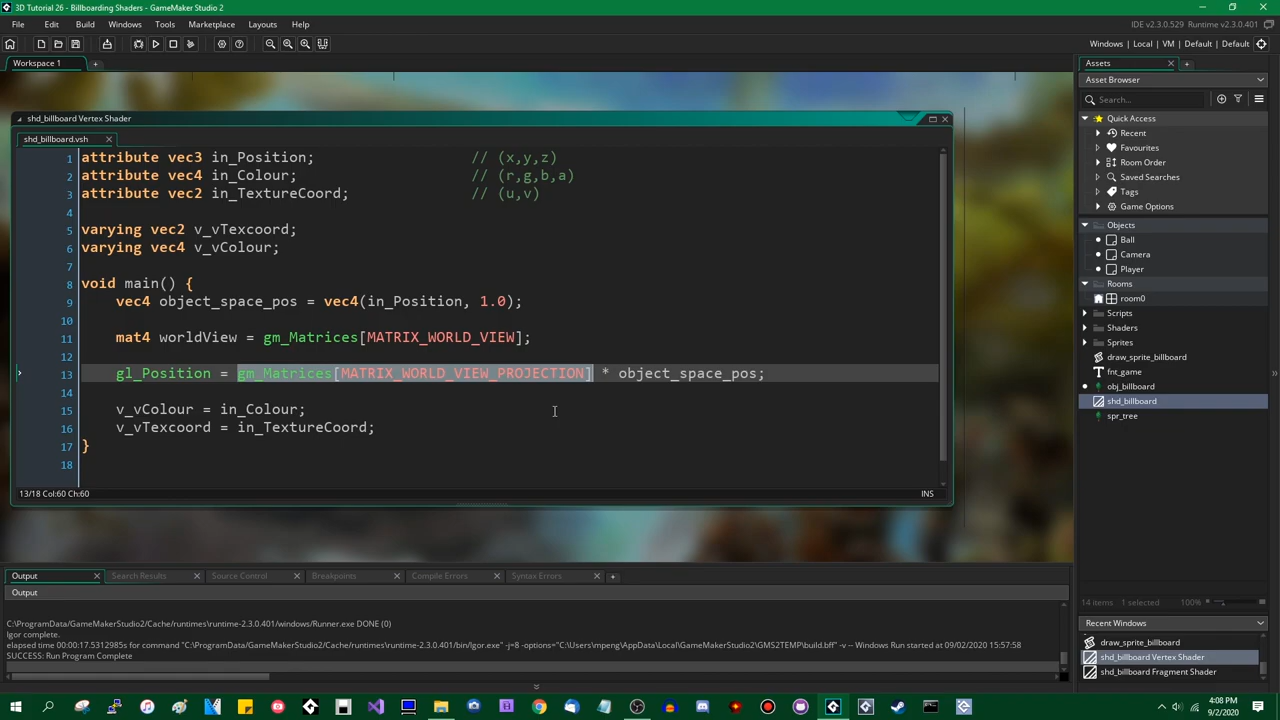 3D Tutorial 26 - Billboarding Shaders - GameMaker Studio 2
File Edit Build Windows Tools Marketplace Layouts Help
IDE v2.3.0.529 Runtime v2.3.0.401
Windows | Local | VM | Default | Default
Workspace 1
Assets
Asset Browser
Search...
Quick Access
Recent
Favourites
Room Order
Saved Searches
Tags
Game Options
Objects
Ball
Camera
Player
Rooms
room0
Scripts
Shaders
Sprites
draw_sprite_billboard
fnt_game
obj_billboard
shd_billboard
spr_tree
14 items 1 selected 100%
Recent Windows
draw_sprite_billboard
shd_billboard Vertex Shader
shd_billboard Fragment Shader
shd_billboard Vertex Shader
shd_billboard.vsh
1 attribute vec3 in_Position; // (x,y,z)
2 attribute vec4 in_Colour; // (r,g,b,a)
3 attribute vec2 in_TextureCoord; // (u,v)
4
5 varying vec2 v_vTexcoord;
6 varying vec4 v_vColour;
7
8 void main() {
9 vec4 object_space_pos = vec4(in_Position, 1.0);
10
11 mat4 worldView = gm_Matrices[MATRIX_WORLD_VIEW];
12
13 gl_Position = gm_Matrices[MATRIX_WORLD_VIEW_PROJECTION] * object_space_pos;
14
15 v_vColour = in_Colour;
16 v_vTexcoord = in_TextureCoord;
17 }
18
13/18 Col:60 Ch:60 INS
Output Search Results Source Control Breakpoints Compile Errors Syntax Errors
Output
C:\ProgramData/GameMakerStudio2/Cache/runtimes\runtime-2.3.0.401/windows/Runner.exe DONE (0)
Igor complete.
elapsed time 00:00:17.5312985s for command "C:\ProgramData/GameMakerStudio2/Cache/runtimes\runtime-2.3.0.401/bin/Igor.exe" -j=8 -options="C:\Users\mpeng\AppData\Local\GameMakerStudio2\GMS2TEMP\build.bff" -v -- Windows Run started at 09/02/2020 15:57:58
SUCCESS: Run Program Complete
4:08 PM
9/2/2020